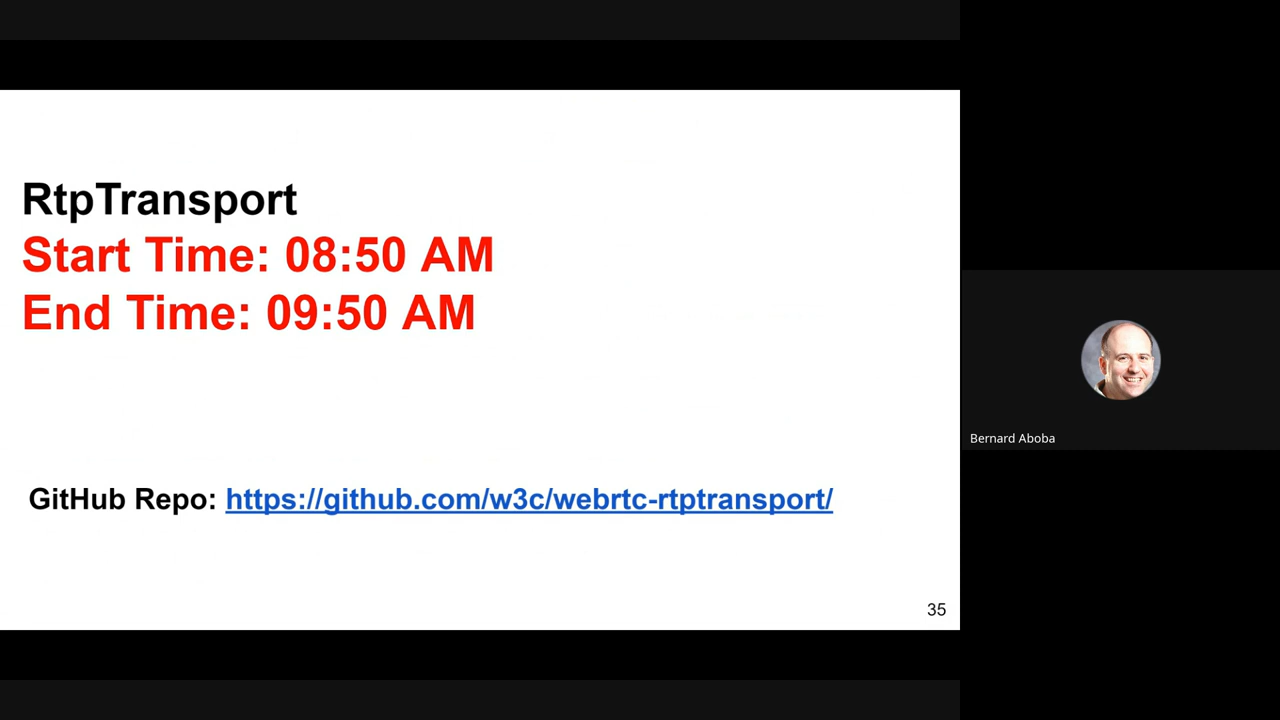 RtpTransport
Start Time: 08:50 AM
End Time: 09:50 AM
GitHub Repo: https://github.com/w3c/webrtc-rtptransport/
35
Bernard Aboba